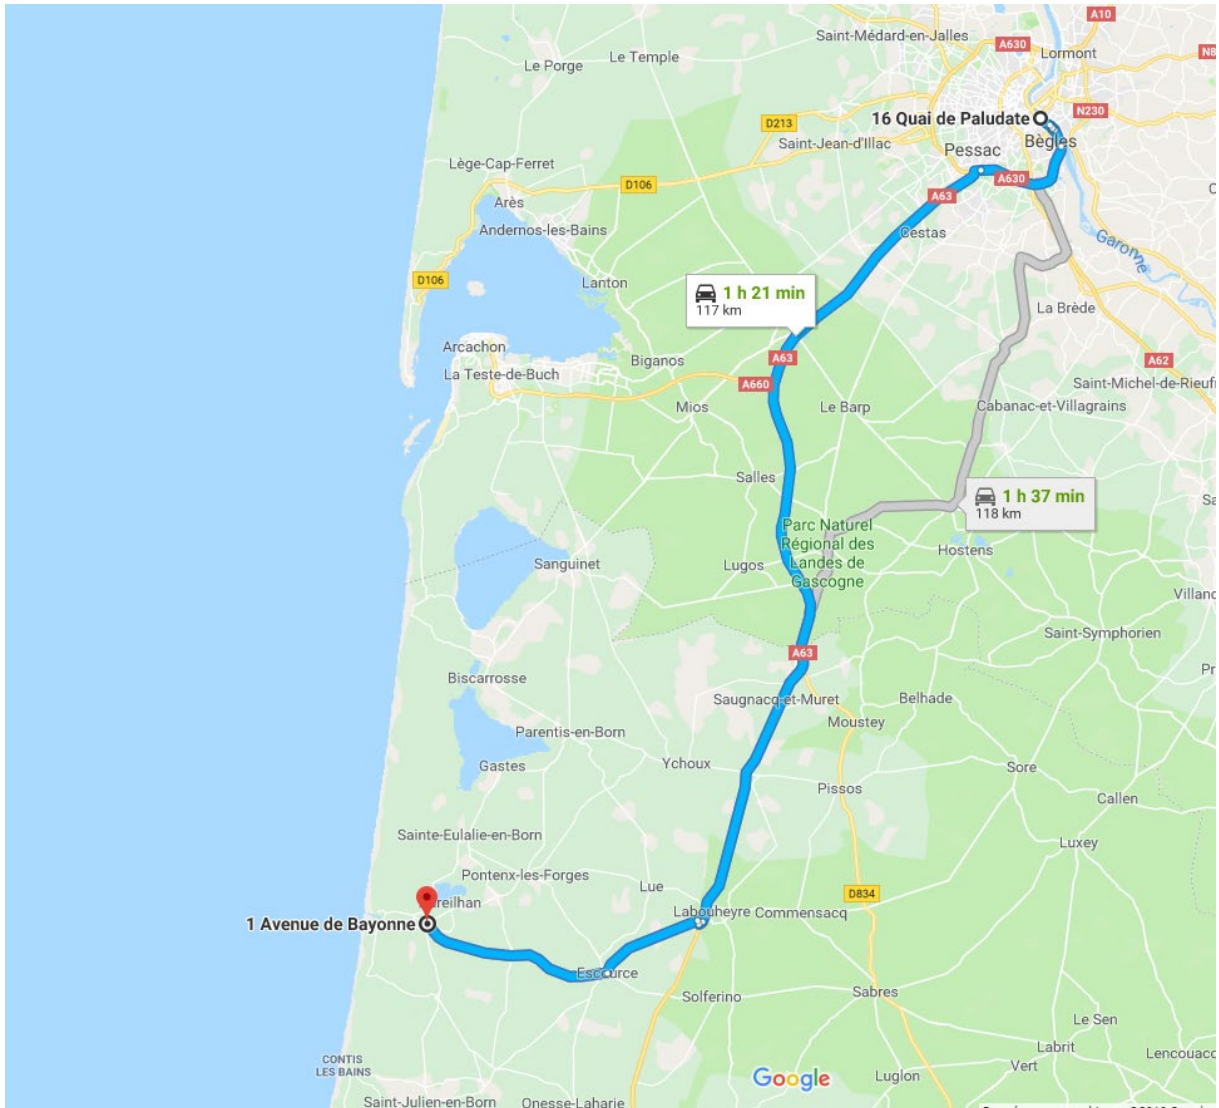 A10
Saint-Médard-en-Jalles
A630
Lormont
Le Temple
Le Porge
N8
16 Quai de Paludate
N230
D213
Saint-Jean-d'Illac
Bègles
Pessac
Lège-Cap-Ferret
A630
D106
A63
Arès
Andernos-les-Bains
Cestas
Garonne
D106
Lanton
1 h 21 min
117 km
La Brède
Arcachon
Biganos
A63
A62
La Teste-de-Buch
A660
Saint-Michel-de-Rieufr
Mios
Le Barp
Cabanac-et-Villagrains
Salles
1 h 37 min
118 km
Parc Naturel
Régional des
Landes de
Gascogne
Hostens
Sanguinet
Lugos
Villand
Saint-Symphorien
A63
Pr
Biscarrosse
Saugnacq-et-Muret
Belhade
Moustey
Parentis-en-Born
Gastes
Ychoux
Sore
Pissos
Callen
Sainte-Eulalie-en-Born
Luxey
Pontenx-les-Forges
Lue
D834
reilhan
Labouheyre
Commensacq
1 Avenue de Bayonne
Escource
Solferino
Sabres
Le Sen
CONTIS
LES BAINS
Labrit
Lencouacq
Vert
Google
Luglon
Saint-Julien-en-Born
Onesse-Laharie